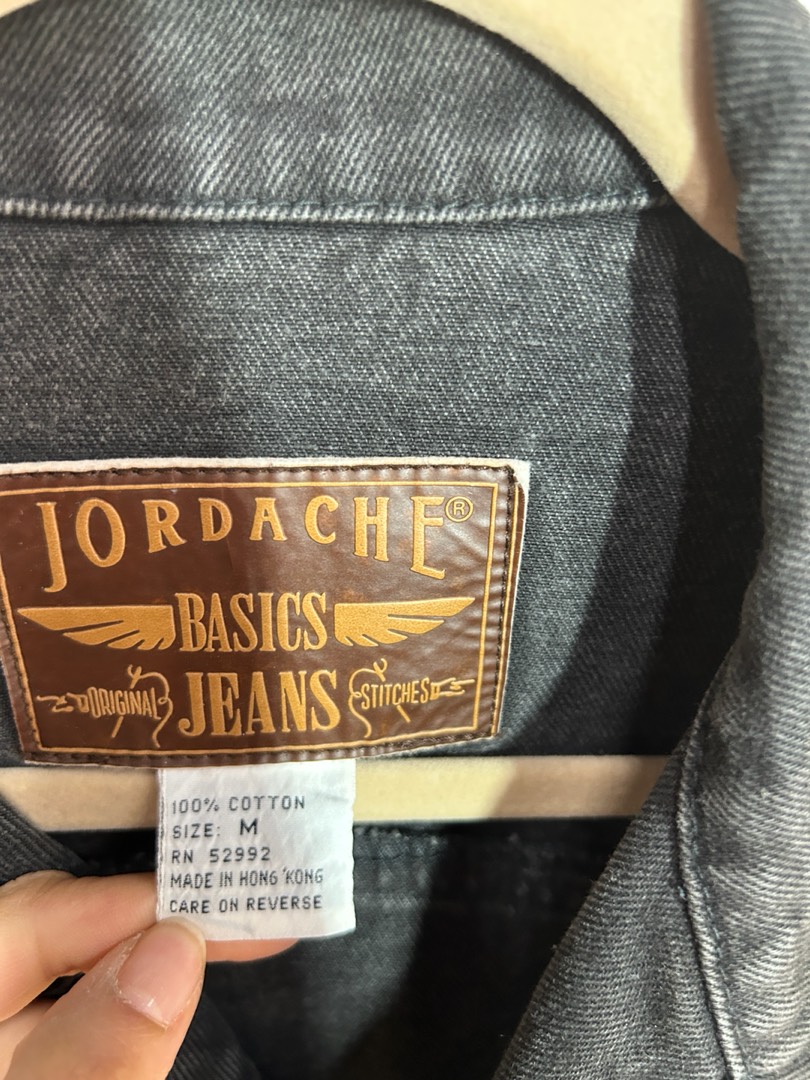 JORDACHE®
BASICS
ORIGINAL JEANS STITCHES
100% COTTON
SIZE: M
RN 52992
MADE IN HONG KONG
CARE ON REVERSE